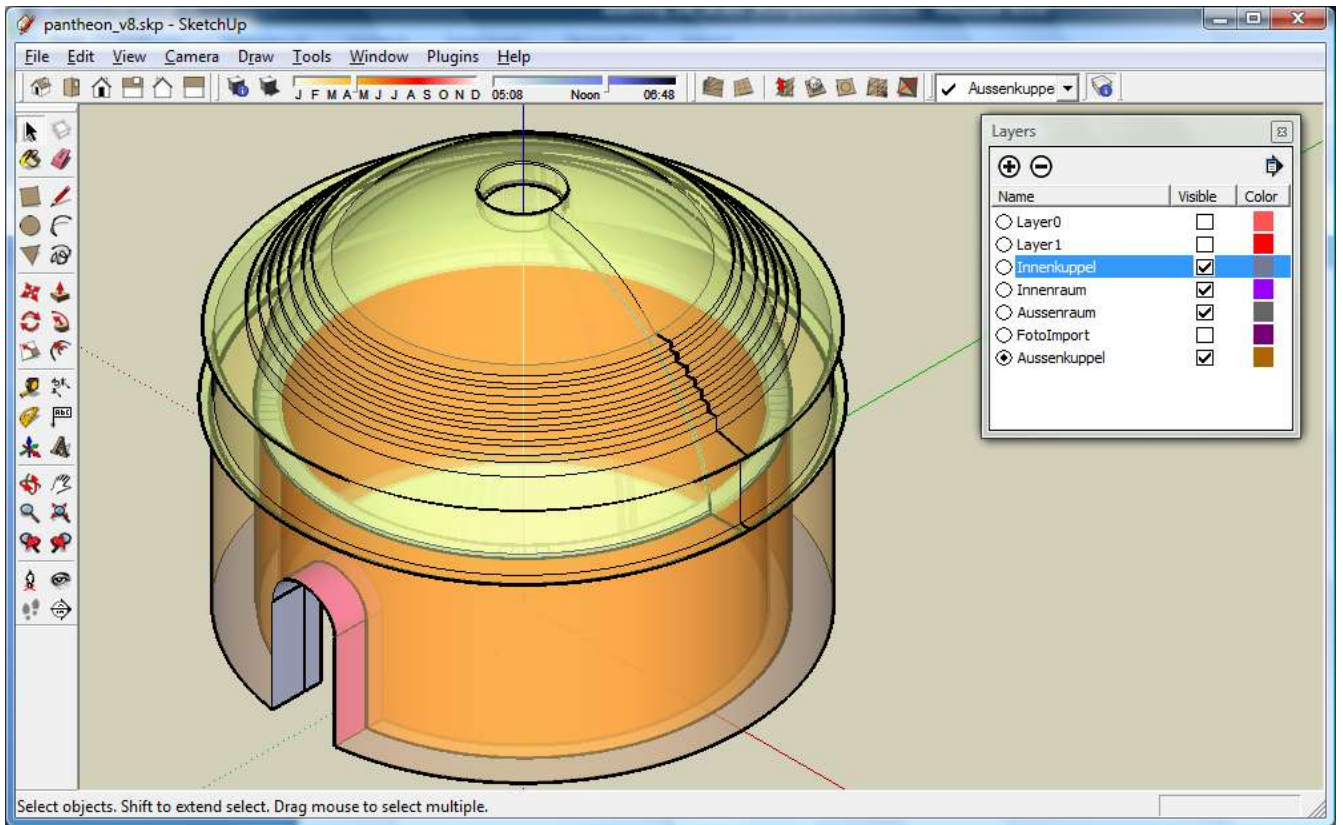 pantheon_v8.skp - SketchUp
File Edit View Camera Draw Tools Window Plugins Help
J F M A M J J A S O N D 05:08 Noon 06:48 Aussenkuppe
Layers
Name Visible Color
Layer0
Layer1
Innenkuppel
Innenraum
Aussenraum
FotoImport
Aussenkuppel
ABC
Select objects. Shift to extend select. Drag mouse to select multiple.